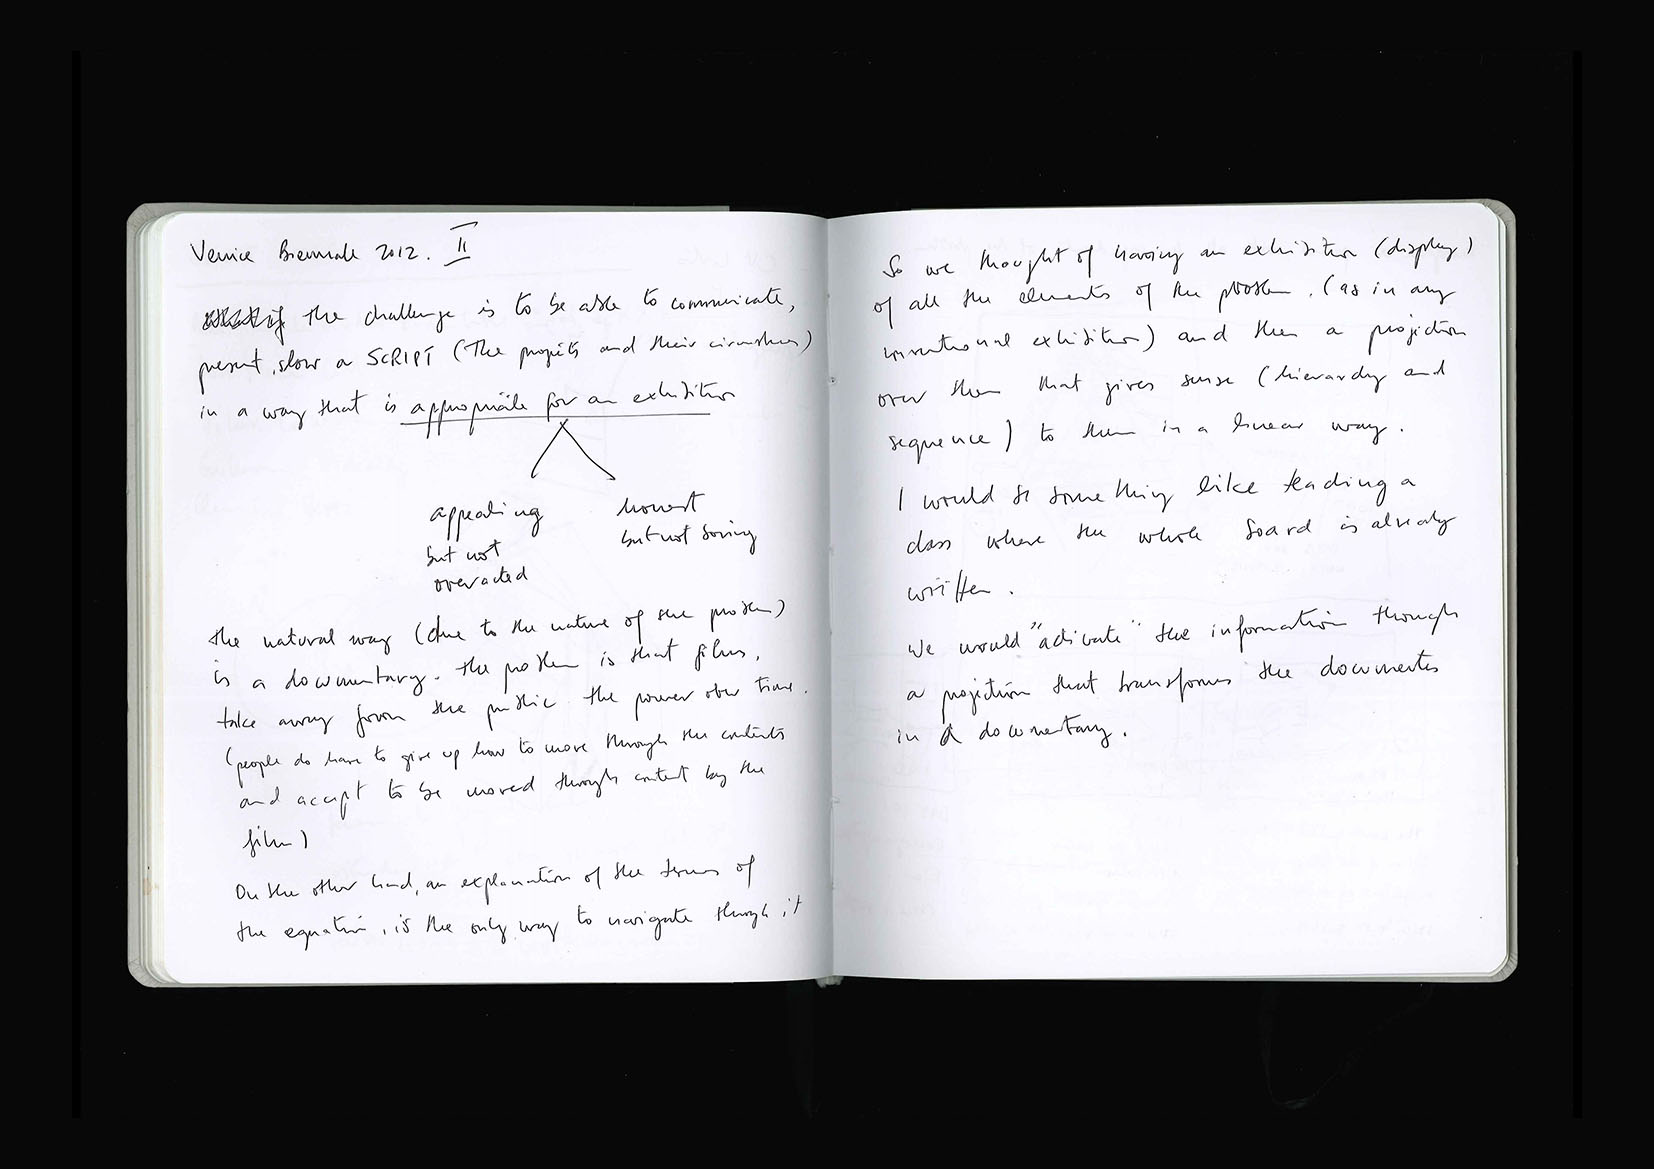 Venice Biennale 2012. II
the challenge is to be able to communicate,
present, show a SCRIPT (The projects and their circumstances)
in a way that is appropriate for an exhibition
appealing
but not
overacted
honest
but not boring
the natural way (due to the nature of the problem)
is a documentary. the problem is that films,
take away from the public the power over time.
(people do have to give up how to move through the contents
and accept to be moved through content by the
film)
On the other hand, an explanation of the terms of
the equation, is the only way to navigate through it
So we thought of having an exhibition (display)
of all the elements of the problem. (as in any
conventional exhibition) and then a projection
over them that gives sense (hierarchy and
sequence) to them in a linear way.
I would be something like teaching a
class where the whole board is already
written.
We would "activate" the information through
a projection that transforms the documents
in a documentary.